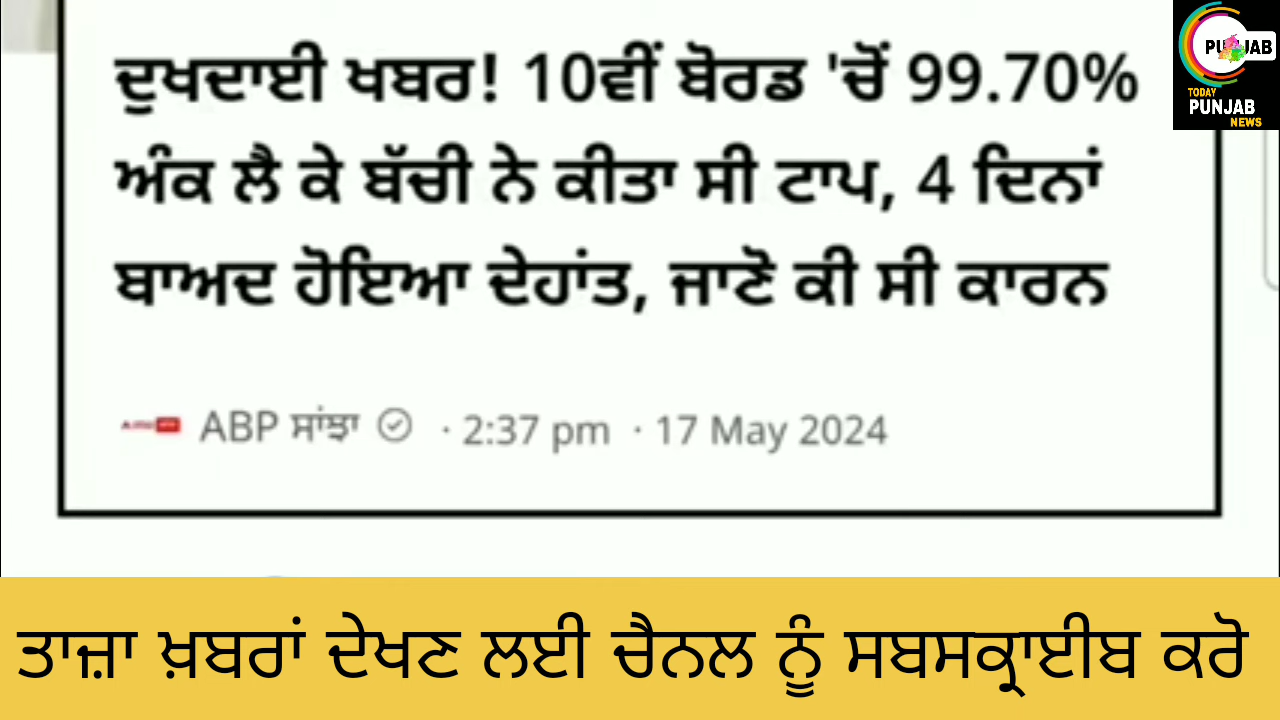 PUNJAB
TODAY
PUNJAB
NEWS
ਦੁਖਦਾਈ ਖਬਰ! 10ਵੀਂ ਬੋਰਡ 'ਚੋਂ 99.70%
ਅੰਕ ਲੈ ਕੇ ਬੱਚੀ ਨੇ ਕੀਤਾ ਸੀ ਟਾਪ, 4 ਦਿਨਾਂ
ਬਾਅਦ ਹੋਇਆ ਦੇਹਾਂਤ, ਜਾਣੋ ਕੀ ਸੀ ਕਾਰਨ
ABP ਸਾਂਝਾ · 2:37 pm · 17 May 2024
ਤਾਜ਼ਾ ਖ਼ਬਰਾਂ ਦੇਖਣ ਲਈ ਚੈਨਲ ਨੂੰ ਸਬਸਕ੍ਰਾਈਬ ਕਰੋ